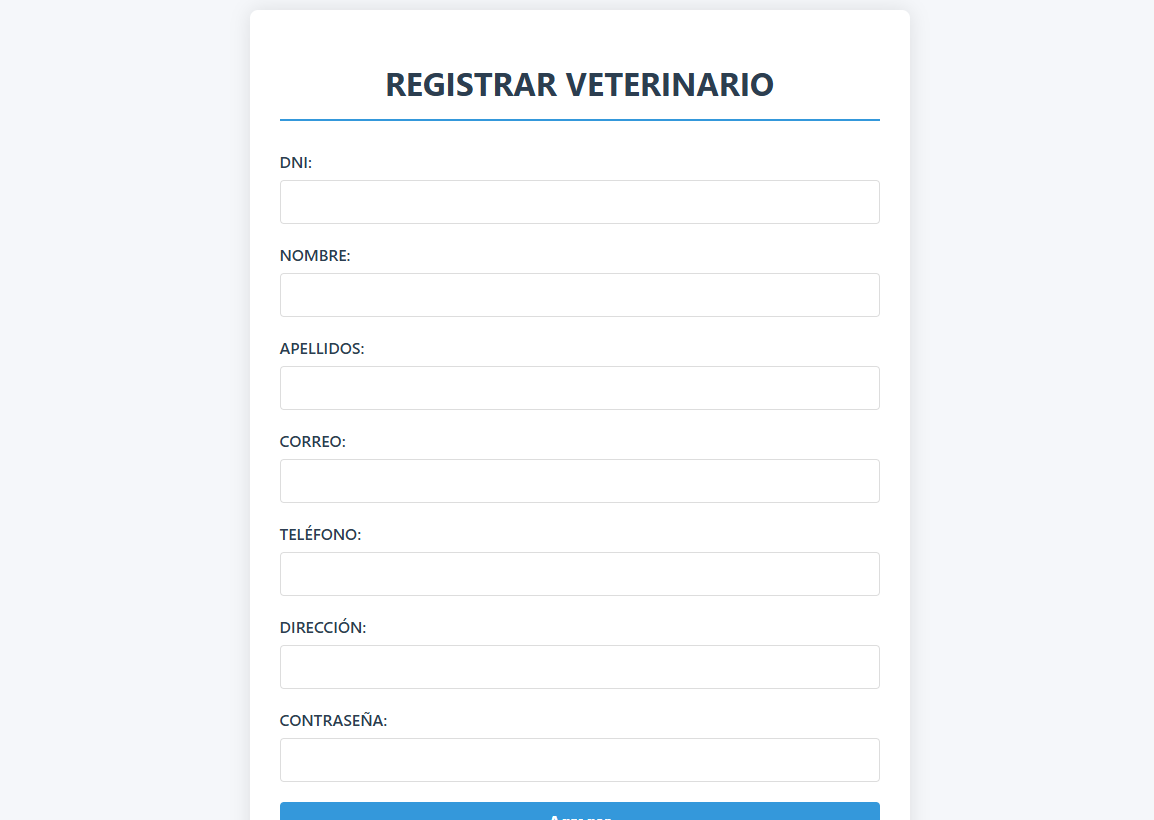 REGISTRAR VETERINARIO
DNI:
NOMBRE:
APELLIDOS:
CORREO:
TELÉFONO:
DIRECCIÓN:
CONTRASEÑA: